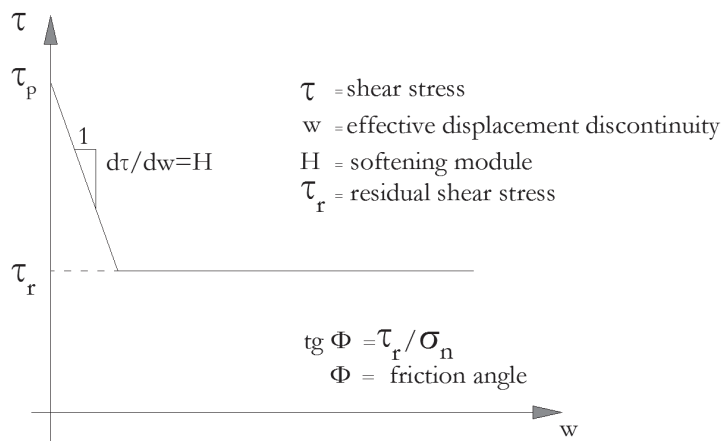 τ
τp
τ = shear stress
1
w = effective displacement discontinuity
dτ/dw=H
H = softening module
τr = residual shear stress
τr
tg Φ = τr/σn
Φ = friction angle
w